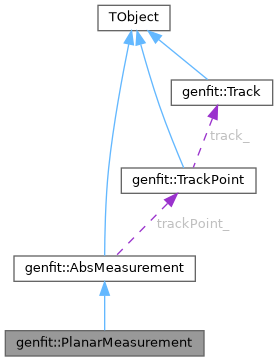 TObject
genfit::Track
track_
genfit::TrackPoint
trackPoint_
genfit::AbsMeasurement
genfit::PlanarMeasurement